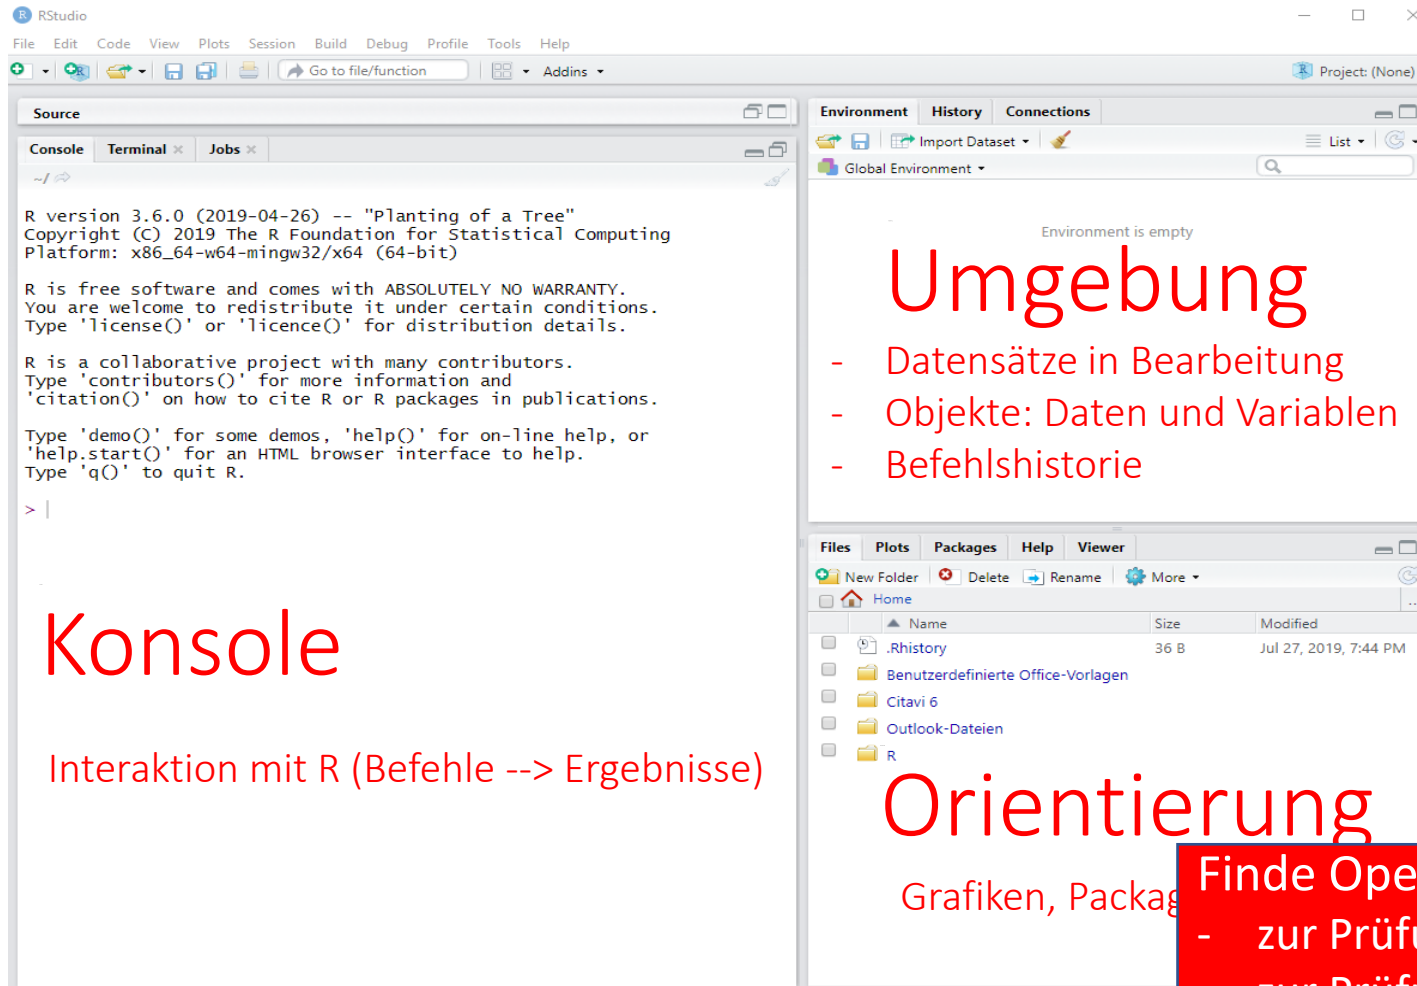 RStudio
File Edit Code View Plots Session Build Debug Profile Tools Help
Go to file/function Addins Project: (None)
Source
Console Terminal Jobs
~/
R version 3.6.0 (2019-04-26) -- "Planting of a Tree"
Copyright (C) 2019 The R Foundation for Statistical Computing
Platform: x86_64-w64-mingw32/x64 (64-bit)
R is free software and comes with ABSOLUTELY NO WARRANTY.
You are welcome to redistribute it under certain conditions.
Type 'license()' or 'licence()' for distribution details.
R is a collaborative project with many contributors.
Type 'contributors()' for more information and
'citation()' on how to cite R or R packages in publications.
Type 'demo()' for some demos, 'help()' for on-line help, or
'help.start()' for an HTML browser interface to help.
Type 'q()' to quit R.
>
Konsole
Interaktion mit R (Befehle --> Ergebnisse)
Environment History Connections
Import Dataset List
Global Environment
Environment is empty
Umgebung
- Datensätze in Bearbeitung
- Objekte: Daten und Variablen
- Befehlshistorie
Files Plots Packages Help Viewer
New Folder Delete Rename More
Home
Name Size Modified
.Rhistory 36 B Jul 27, 2019, 7:44 PM
Benutzerdefinierte Office-Vorlagen
Citavi 6
Outlook-Dateien
R
Orientierung
Grafiken,
Finde
- zur